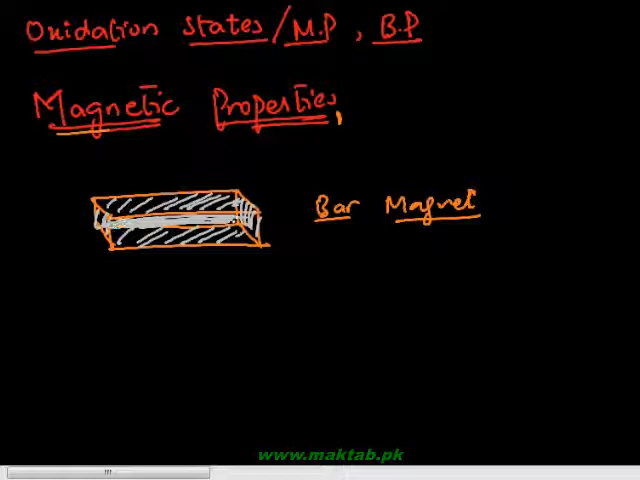 Oxidation States / M.P , B.P
Magnetic Properties,
Bar Magnet
www.maktab.pk